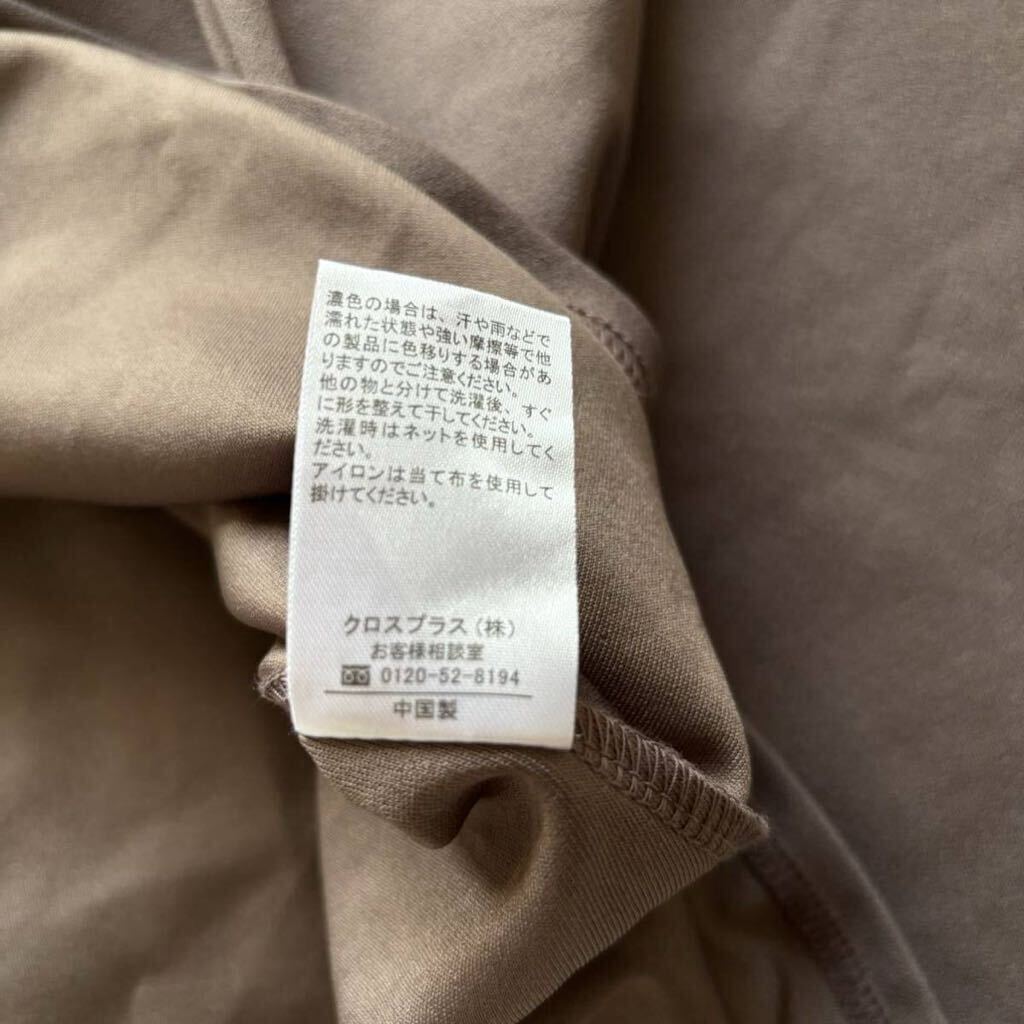 濃色の場合は、汗や雨などで
濡れた状態や強い摩擦等で他
の製品に色移りする場合があ
りますのでご注意ください。
他の物と分けて洗濯後、すぐ
に形を整えて干してください。
洗濯時はネットを使用してく
ださい。
アイロンは当て布を使用して
掛けてください。
クロスプラス(株)
お客様相談室
0120-52-8194
中国製